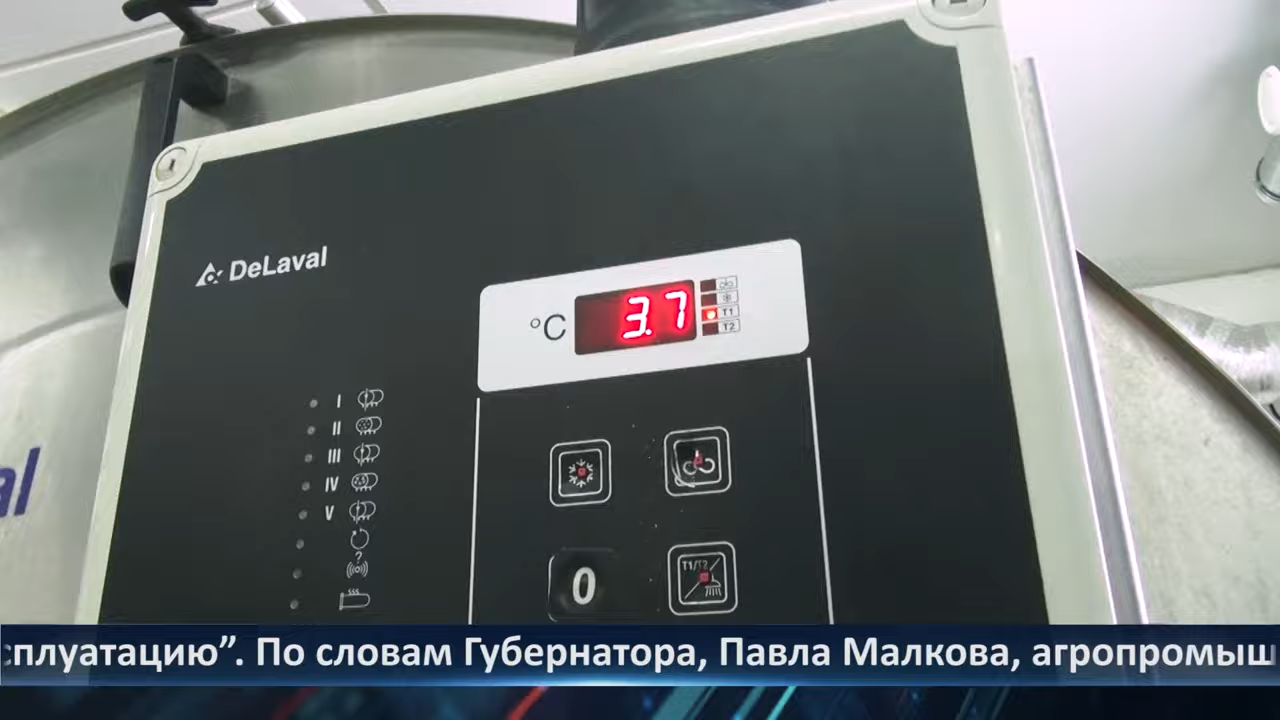 DeLaval
°C
3.7
T1
T2
I
II
III
IV
V
?
T1/T2
0
al
сплуатацию”. По словам Губернатора, Павла Малкова, агропромыш